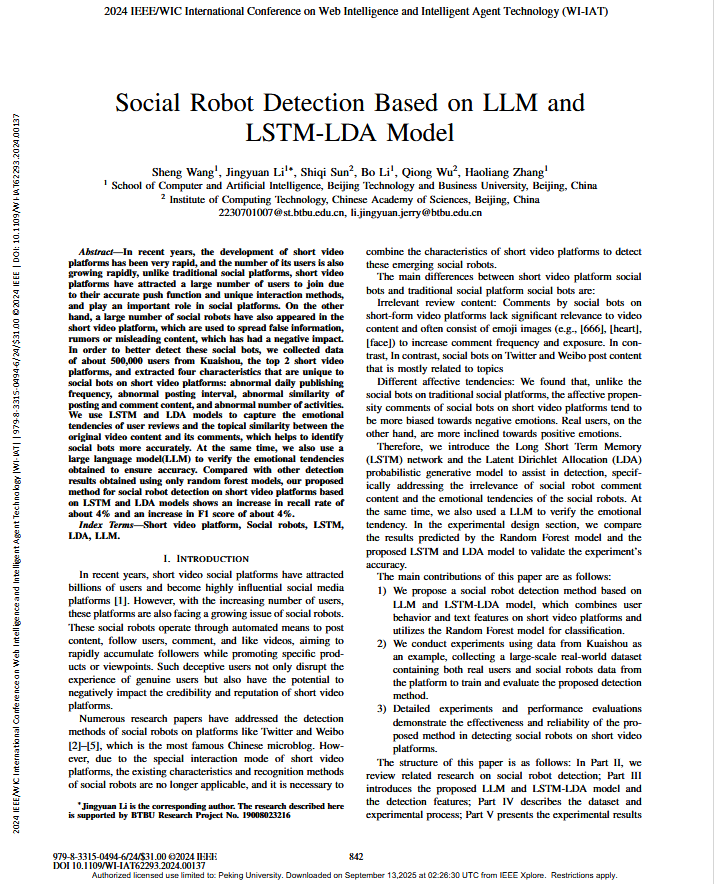 2024 IEEE/WIC International Conference on Web Intelligence and Intelligent Agent Technology (WI-IAT)
2024 IEEE/WIC International Conference on Web Intelligence and Intelligent Agent Technology (WI-IAT) | 979-8-3315-0494-6/24/$31.00 ©2024 IEEE | DOI: 10.1109/WI-IAT62293.2024.00137
Social Robot Detection Based on LLM and
LSTM-LDA Model
Sheng Wang1, Jingyuan Li1*, Shiqi Sun2, Bo Li1, Qiong Wu2, Haoliang Zhang1
1 School of Computer and Artificial Intelligence, Beijing Technology and Business University, Beijing, China
2 Institute of Computing Technology, Chinese Academy of Sciences, Beijing, China
2230701007@st.btbu.edu.cn, li.jingyuan.jerry@btbu.edu.cn
Abstract—In recent years, the development of short video
platforms has been very rapid, and the number of its users is also
growing rapidly, unlike traditional social platforms, short video
platforms have attracted a large number of users to join due
to their accurate push function and unique interaction methods,
and play an important role in social platforms. On the other
hand, a large number of social robots have also appeared in the
short video platform, which are used to spread false information,
rumors or misleading content, which has had a negative impact.
In order to better detect these social bots, we collected data
of about 500,000 users from Kuaishou, the top 2 short video
platforms, and extracted four characteristics that are unique to
social bots on short video platforms: abnormal daily publishing
frequency, abnormal posting interval, abnormal similarity of
posting and comment content, and abnormal number of activities.
We use LSTM and LDA models to capture the emotional
tendencies of user reviews and the topical similarity between the
original video content and its comments, which helps to identify
social bots more accurately. At the same time, we also use a
large language model(LLM) to verify the emotional tendencies
obtained to ensure accuracy. Compared with other detection
results obtained using only random forest models, our proposed
method for social robot detection on short video platforms based
on LSTM and LDA models shows an increase in recall rate of
about 4% and an increase in F1 score of about 4%.
Index Terms—Short video platform, Social robots, LSTM,
LDA, LLM.
I. INTRODUCTION
In recent years, short video social platforms have attracted
billions of users and become highly influential social media
platforms [1]. However, with the increasing number of users,
these platforms are also facing a growing issue of social robots.
These social robots operate through automated means to post
content, follow users, comment, and like videos, aiming to
rapidly accumulate followers while promoting specific prod-
ucts or viewpoints. Such deceptive users not only disrupt the
experience of genuine users but also have the potential to
negatively impact the credibility and reputation of short video
platforms.
Numerous research papers have addressed the detection
methods of social robots on platforms like Twitter and Weibo
[2]–[5], which is the most famous Chinese microblog. How-
ever, due to the special interaction mode of short video
platforms, the existing characteristics and recognition methods
of social robots are no longer applicable, and it is necessary to
*Jingyuan Li is the corresponding author. The research described here
is supported by BTBU Research Project No. 19008023216
combine the characteristics of short video platforms to detect
these emerging social robots.
The main differences between short video platform social
bots and traditional social platform social bots are:
Irrelevant review content: Comments by social bots on
short-form video platforms lack significant relevance to video
content and often consist of emoji images (e.g., [666], [heart],
[face]) to increase comment frequency and exposure. In con-
trast, In contrast, social bots on Twitter and Weibo post content
that is mostly related to topics
Different affective tendencies: We found that, unlike the
social bots on traditional social platforms, the affective propen-
sity comments of social bots on short video platforms tend to
be more biased towards negative emotions. Real users, on the
other hand, are more inclined towards positive emotions.
Therefore, we introduce the Long Short Term Memory
(LSTM) network and the Latent Dirichlet Allocation (LDA)
probabilistic generative model to assist in detection, specif-
ically addressing the irrelevance of social robot comment
content and the emotional tendencies of the social robots. At
the same time, we also used a LLM to verify the emotional
tendency. In the experimental design section, we compare
the results predicted by the Random Forest model and the
proposed LSTM and LDA model to validate the experiment's
accuracy.
The main contributions of this paper are as follows:
1) We propose a social robot detection method based on
LLM and LSTM-LDA model, which combines user
behavior and text features on short video platforms and
utilizes the Random Forest model for classification.
2) We conduct experiments using data from Kuaishou as
an example, collecting a large-scale real-world dataset
containing both real users and social robots data from
the platform to train and evaluate the proposed detection
method.
3) Detailed experiments and performance evaluations
demonstrate the effectiveness and reliability of the pro-
posed method in detecting social robots on short video
platforms.
The structure of this paper is as follows: In Part II, we
review related research on social robot detection; Part III
introduces the proposed LLM and LSTM-LDA model and
the detection features; Part IV describes the dataset and
experimental process; Part V presents the experimental results
979-8-3315-0494-6/24/$31.00 ©2024 IEEE
DOI 10.1109/WI-IAT62293.2024.00137
842
Authorized licensed use limited to: Peking University. Downloaded on September 13,2025 at 02:26:30 UTC from IEEE Xplore. Restrictions apply.